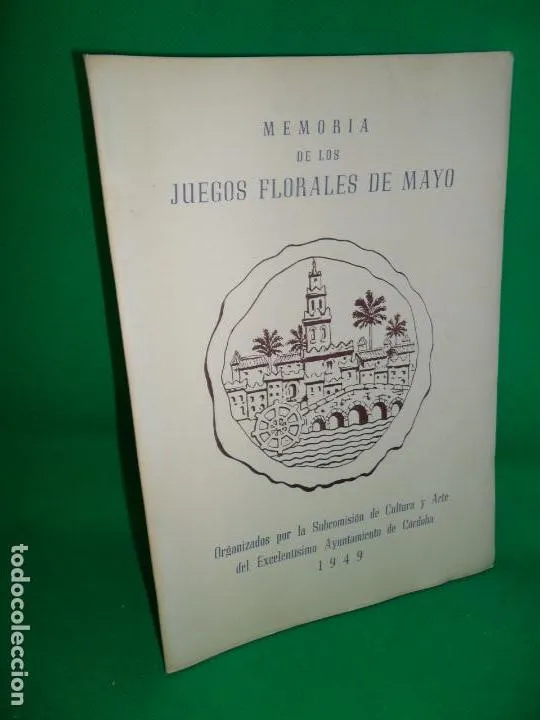 MEMORIA
DE LOS
JUEGOS FLORALES DE MAYO
Organizados por la Subcomisión de Cultura y Arte
del Excelentísimo Ayuntamiento de Córdoba
1949
todocoleccion